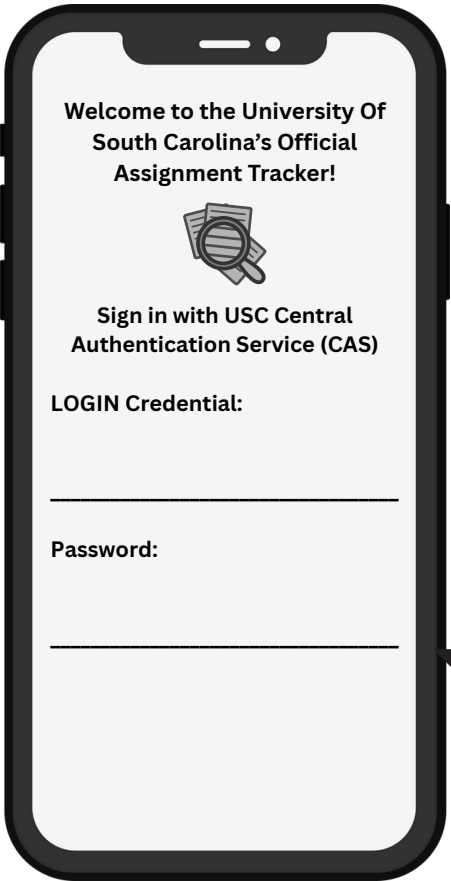 Welcome to the University Of
South Carolina’s Official
Assignment Tracker!
Sign in with USC Central
Authentication Service (CAS)
LOGIN Credential:
Password: